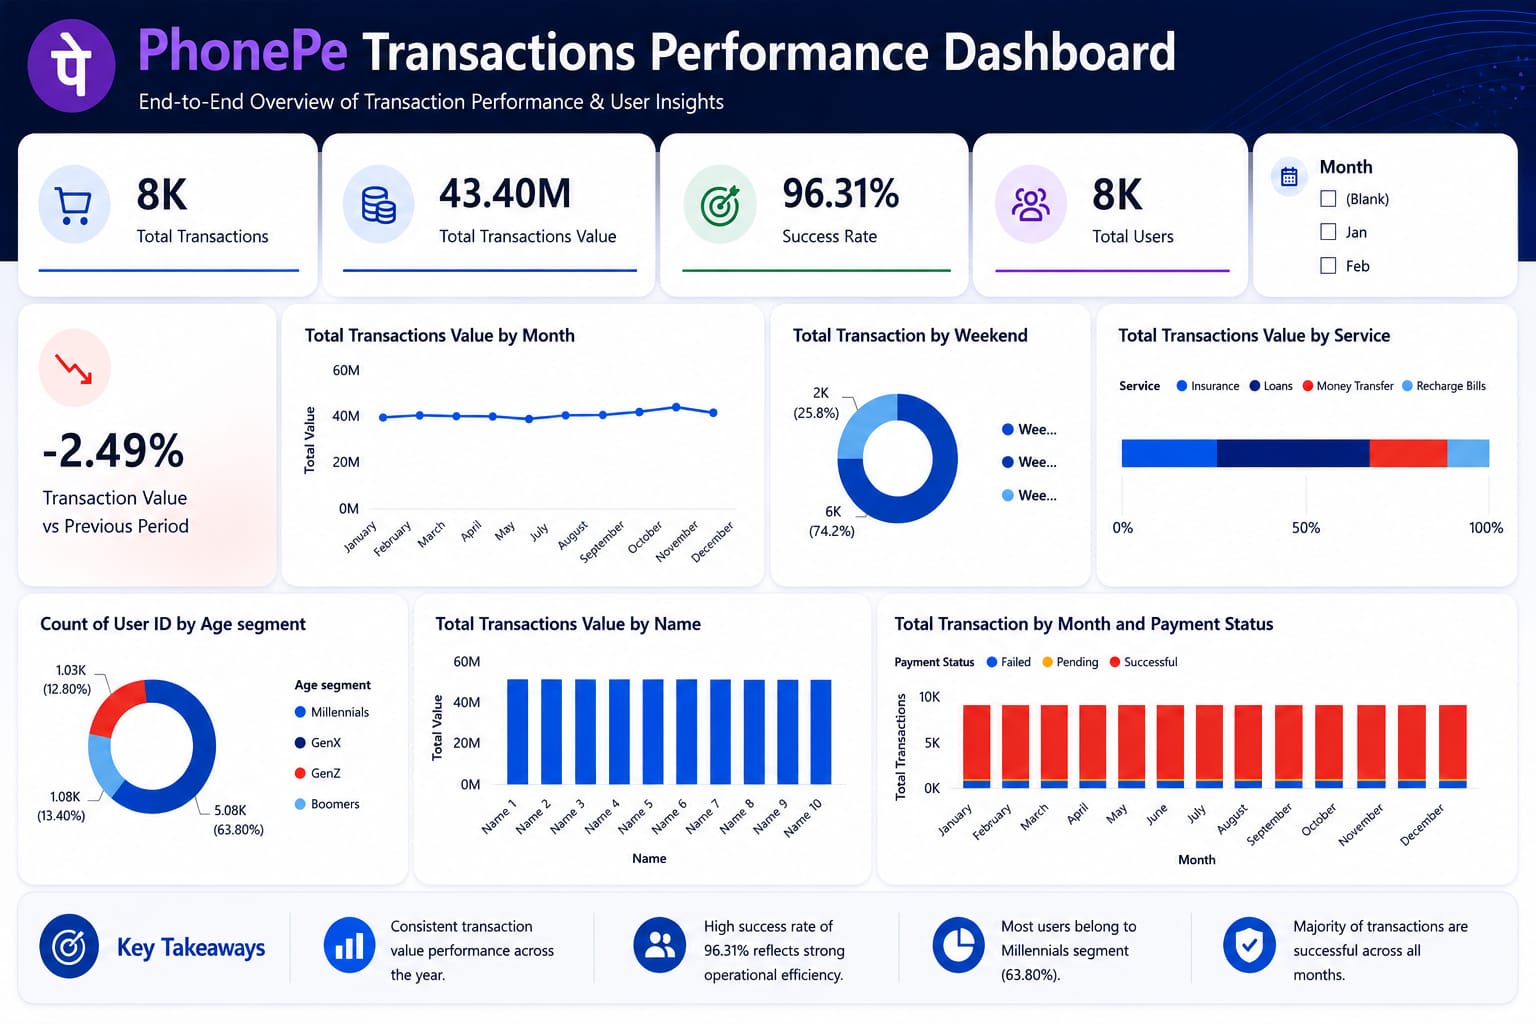 पे
PhonePe Transactions Performance Dashboard
End-to-End Overview of Transaction Performance & User Insights
8K
Total Transactions
43.40M
Total Transactions Value
96.31%
Success Rate
8K
Total Users
Month
(Blank)
Jan
Feb
-2.49%
Transaction Value
vs Previous Period
Total Transactions Value by Month
Total Value
60M
40M
20M
0M
January
February
March
April
May
July
August
September
October
November
December
Total Transaction by Weekend
2K
(25.8%)
6K
(74.2%)
Wee...
Wee...
Wee...
Total Transactions Value by Service
Service Insurance Loans Money Transfer Recharge Bills
0% 50% 100%
Count of User ID by Age segment
1.03K
(12.80%)
1.08K
(13.40%)
5.08K
(63.80%)
Age segment
Millennials
GenX
GenZ
Boomers
Total Transactions Value by Name
Total Value
60M
40M
20M
0M
Name 1
Name 2
Name 3
Name 4
Name 5
Name 6
Name 7
Name 8
Name 9
Name 10
Name
Total Transaction by Month and Payment Status
Payment Status Failed Pending Successful
Total Transactions
10K
5K
0K
January
February
March
April
May
June
July
August
September
October
November
December
Month
Key Takeaways
Consistent transaction
value performance across
the year.
High success rate of
96.31% reflects strong
operational efficiency.
Most users belong to
Millennials segment
(63.80%).
Majority of transactions are
successful across all
months.